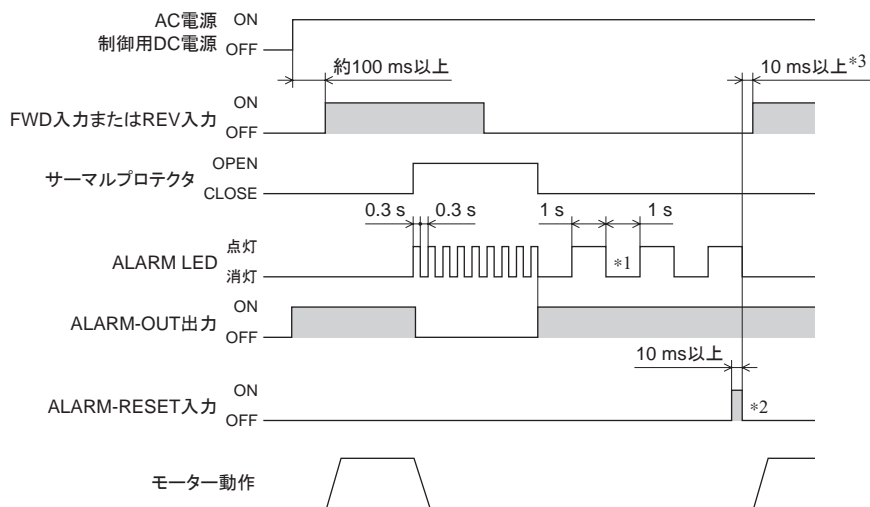 AC電源 ON
制御用DC電源 OFF
約100 ms以上
10 ms以上*3
FWD入力またはREV入力 ON
OFF
サーマルプロテクタ OPEN
CLOSE
0.3 s 0.3 s 1 s 1 s
ALARM LED 点灯
消灯
*1
ALARM-OUT出力 ON
OFF
10 ms以上
ALARM-RESET入力 ON
OFF
*2
モーター動作